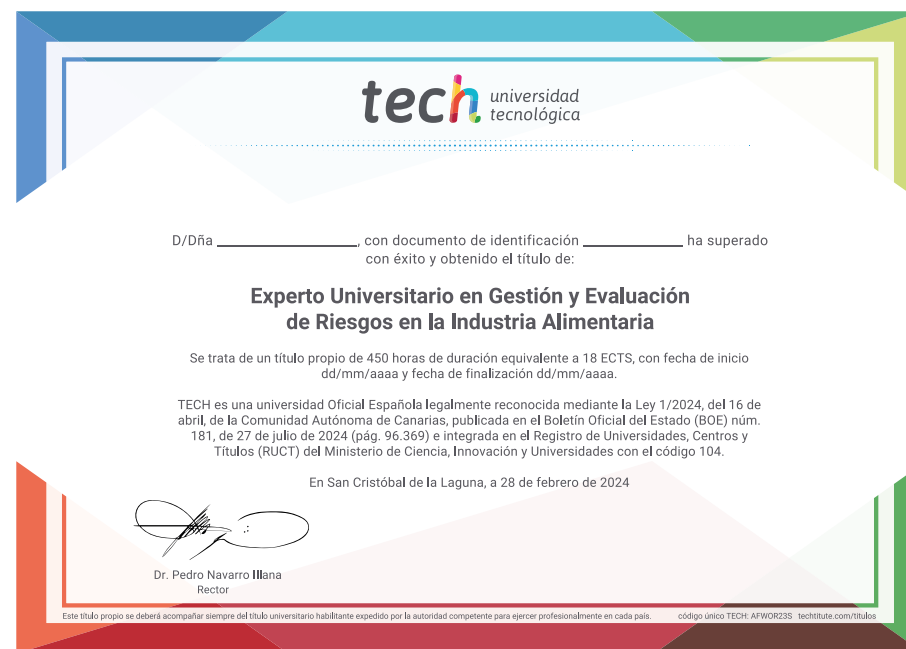 tech universidad
tecnológica
D/Dña ____________________, con documento de identificación ______________ ha superado
con éxito y obtenido el título de:
Experto Universitario en Gestión y Evaluación
de Riesgos en la Industria Alimentaria
Se trata de un título propio de 450 horas de duración equivalente a 18 ECTS, con fecha de inicio
dd/mm/aaaa y fecha de finalización dd/mm/aaaa.
TECH es una universidad Oficial Española legalmente reconocida mediante la Ley 1/2024, del 16 de
abril, de la Comunidad Autónoma de Canarias, publicada en el Boletín Oficial del Estado (BOE) núm.
181, de 27 de julio de 2024 (pág. 96.369) e integrada en el Registro de Universidades, Centros y
Títulos (RUCT) del Ministerio de Ciencia, Innovación y Universidades con el código 104.
En San Cristóbal de la Laguna, a 28 de febrero de 2024
Dr. Pedro Navarro Illana
Rector
Este título propio se deberá acompañar siempre del título universitario habilitante expedido por la autoridad competente para ejercer profesionalmente en cada país. código único TECH: AFWOR23S techtitute.com/titulos